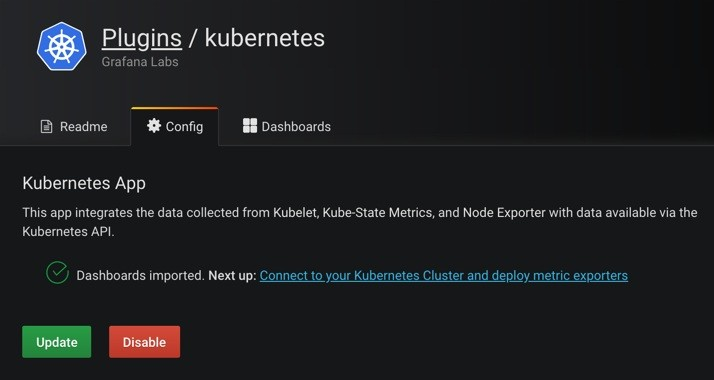 Plugins / kubernetes
Grafana Labs
Readme
Config
Dashboards
Kubernetes App
This app integrates the data collected from Kubelet, Kube-State Metrics, and Node Exporter with data available via the
Kubernetes API.
Dashboards imported. Next up: Connect to your Kubernetes Cluster and deploy metric exporters
Update
Disable